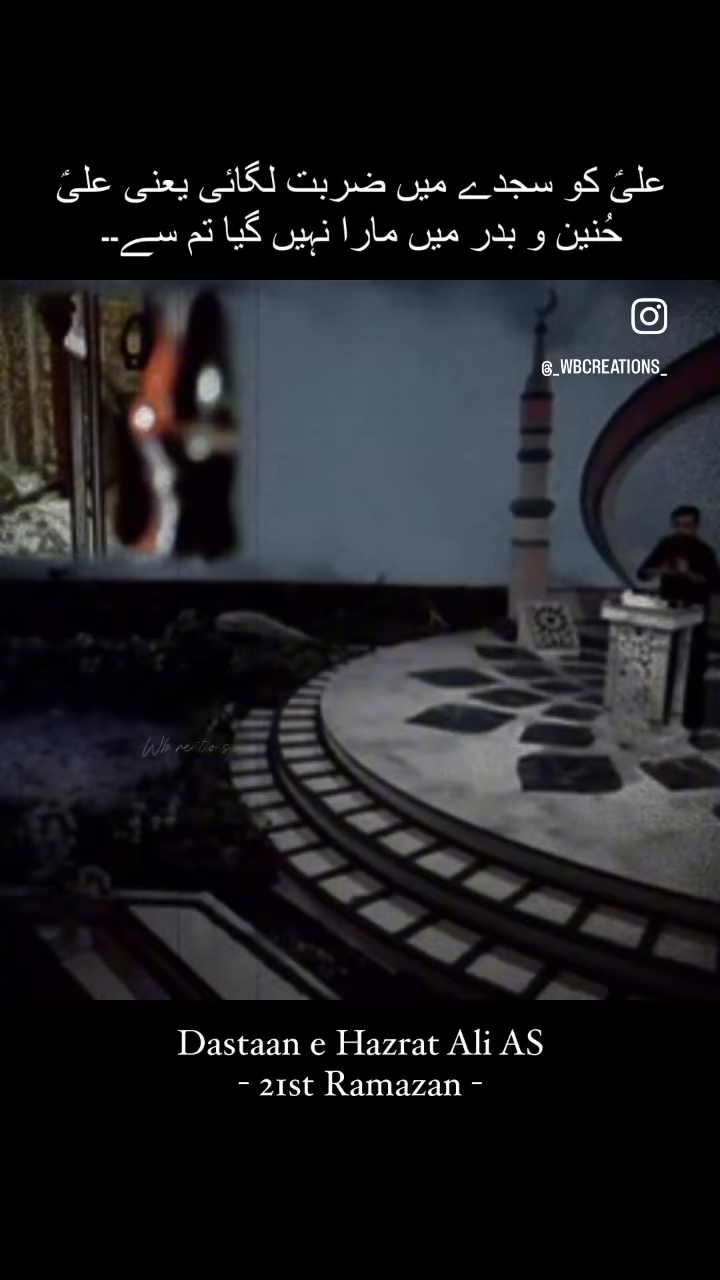 علیؑ کو سجدے میں ضربت لگائی یعنی علیؑ
حُنین و بدر میں مارا نہیں گیا تم سے۔۔
@_WBCREATIONS_
Dastaan e Hazrat Ali AS
- 21st Ramazan -